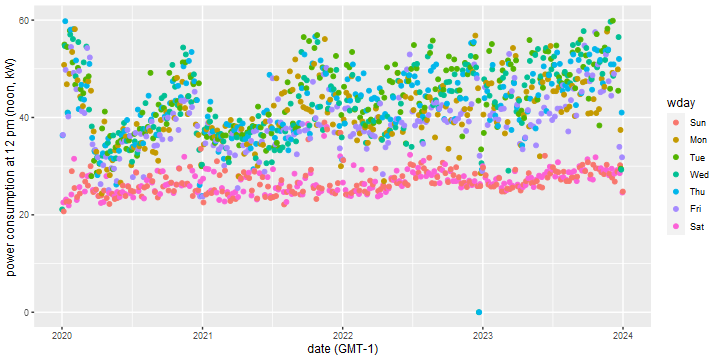 60
40
20
0
power consumption at 12 pm (noon, kW)
2020
2021
2022
2023
2024
date (GMT-1)
wday
Sun
Mon
Tue
Wed
Thu
Fri
Sat